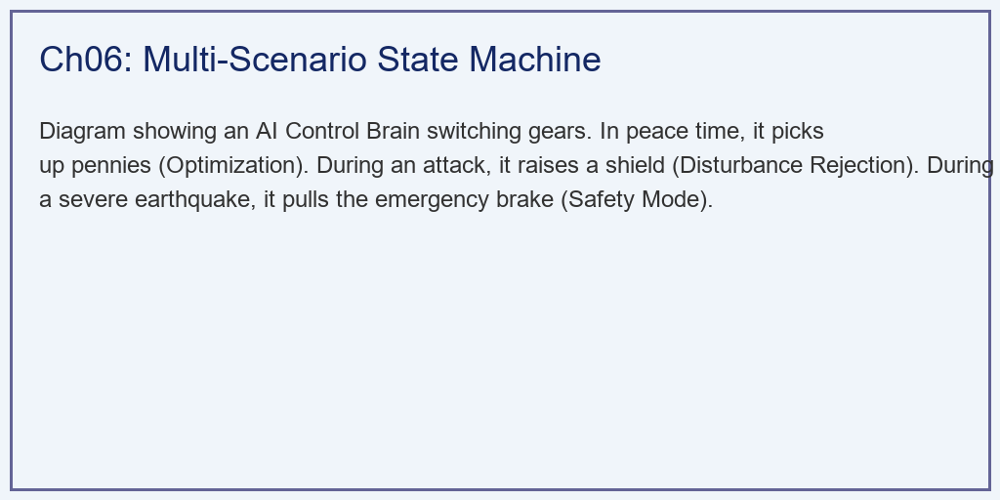 Ch06: Multi-Scenario State Machine
Diagram showing an AI Control Brain switching gears. In peace time, it picks
up pennies (Optimization). During an attack, it raises a shield (Disturbance Rejection). During
a severe earthquake, it pulls the emergency brake (Safety Mode).